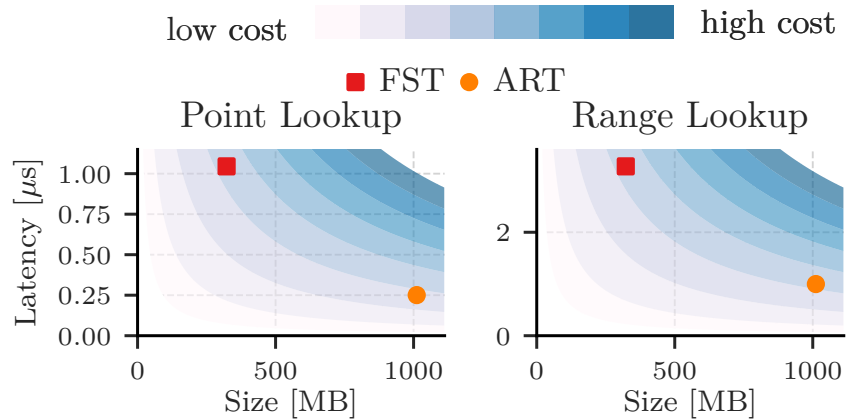 low cost
high cost
FST
ART
Point Lookup
Range Lookup
Latency [μs]
1.00
0.75
0.50
0.25
0.00
0
500
1000
Size [MB]
2
0
0
500
1000
Size [MB]